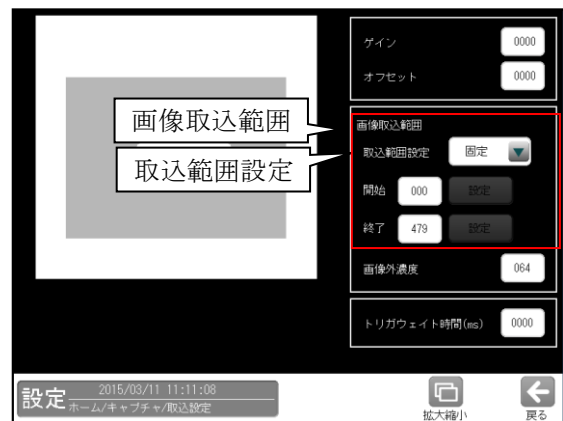 ゲイン 0000
オフセット 0000
画像取込範囲
取込範囲設定
画像取込範囲
取込範囲設定 固定
開始 000 設定
終了 479 設定
画像外濃度 064
トリガウェイト時間(ms) 0000
設定 2015/03/11 11:11:08
ホーム/キャプチャ/取込設定
拡大縮小 戻る